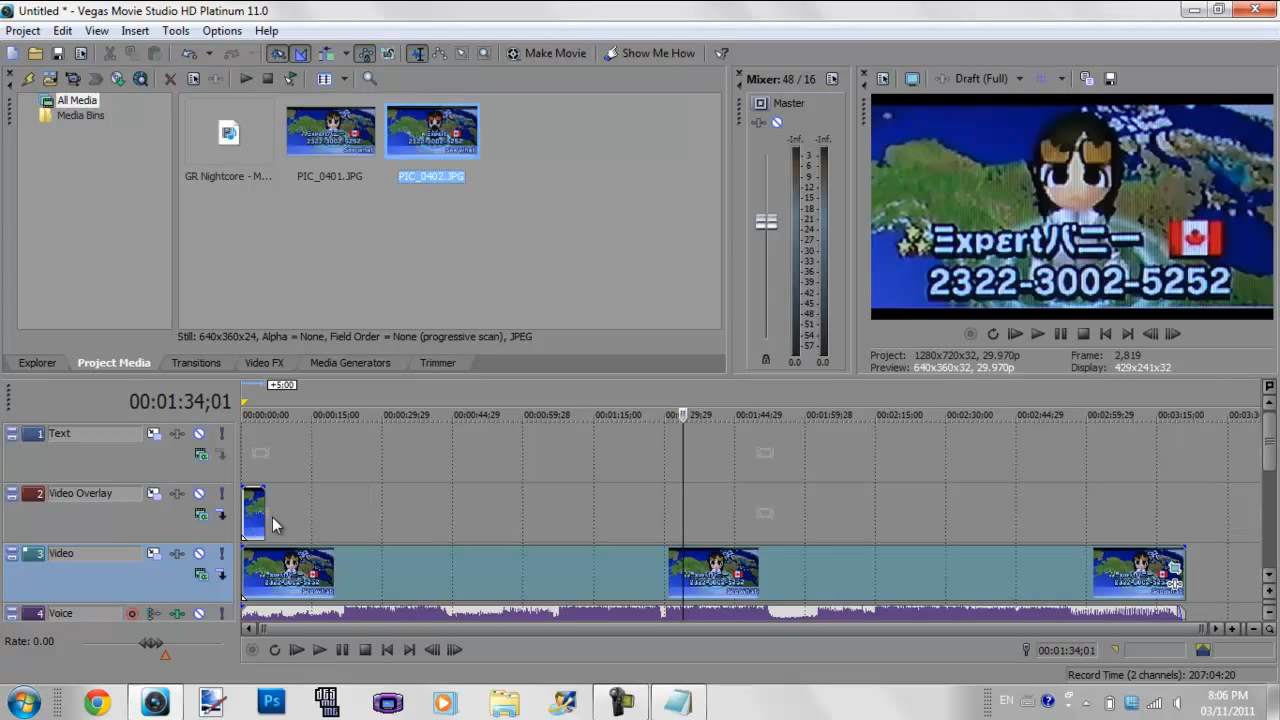 Untitled * - Vegas Movie Studio HD Platinum 11.0
Project Edit View Insert Tools Options Help
Make Movie Show Me How
All Media
Media Bins
GR Nightcore - M... PIC_0401.JPG PIC_0402.JPG
Still: 640x360x24, Alpha = None, Field Order = None (progressive scan), JPEG
Explorer Project Media Transitions Video FX Media Generators Trimmer
Mixer: 48 / 16
Master
-Inf. -Inf.
3
6
9
12
15
18
21
24
27
30
33
36
39
42
45
48
51
54
57
0.0 0.0
Draft (Full)
Ξxpεrtバニー
2322-3002-5252
Project: 1280x720x32, 29.970p Frame: 2,819
Preview: 640x360x32, 29.970p Display: 429x241x32
+5;00
00:01:34;01
00:00:00;00 00:00:15;00 00:00:29;29 00:00:44;29 00:00:59;28 00:01:15;00 00: :29;29 00:01:44;29 00:01:59;28 00:02:15;00 00:02:30;00 00:02:44;29 00:02:59;29 00:03:15;00 00:03:3
1 Text
2 Video Overlay
3 Video
4 Voice
Rate: 0.00
00:01:34;01
Record Time (2 channels): 207:04:20
Ps
EN
8:06 PM
03/11/2011